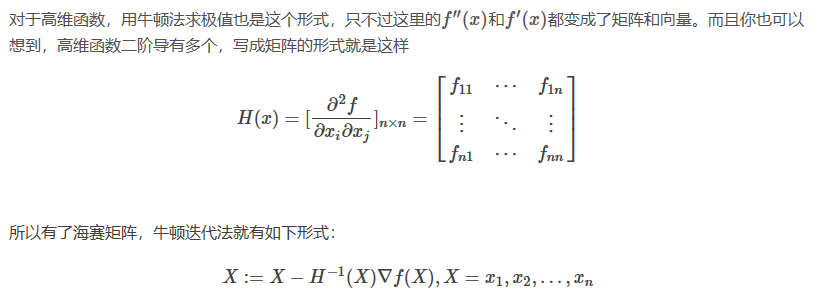 对于高维函数，用牛顿法求极值也是这个形式，只不过这里的f''(x)和f'(x)都变成了矩阵和向量。而且你也可以
想到，高维函数二阶导有多个，写成矩阵的形式就是这样
H(x) = [\frac{\partial^2 f}{\partial x_i \partial x_j}]_{n×n} = \begin{bmatrix} f_{11} & \cdots & f_{1n} \\ \vdots & \ddots & \vdots \\ f_{n1} & \cdots & f_{nn} \end{bmatrix}
所以有了海赛矩阵，牛顿迭代法就有如下形式：
X := X − H^{-1}(X)∇f(X), X = x_1, x_2, ..., x_n